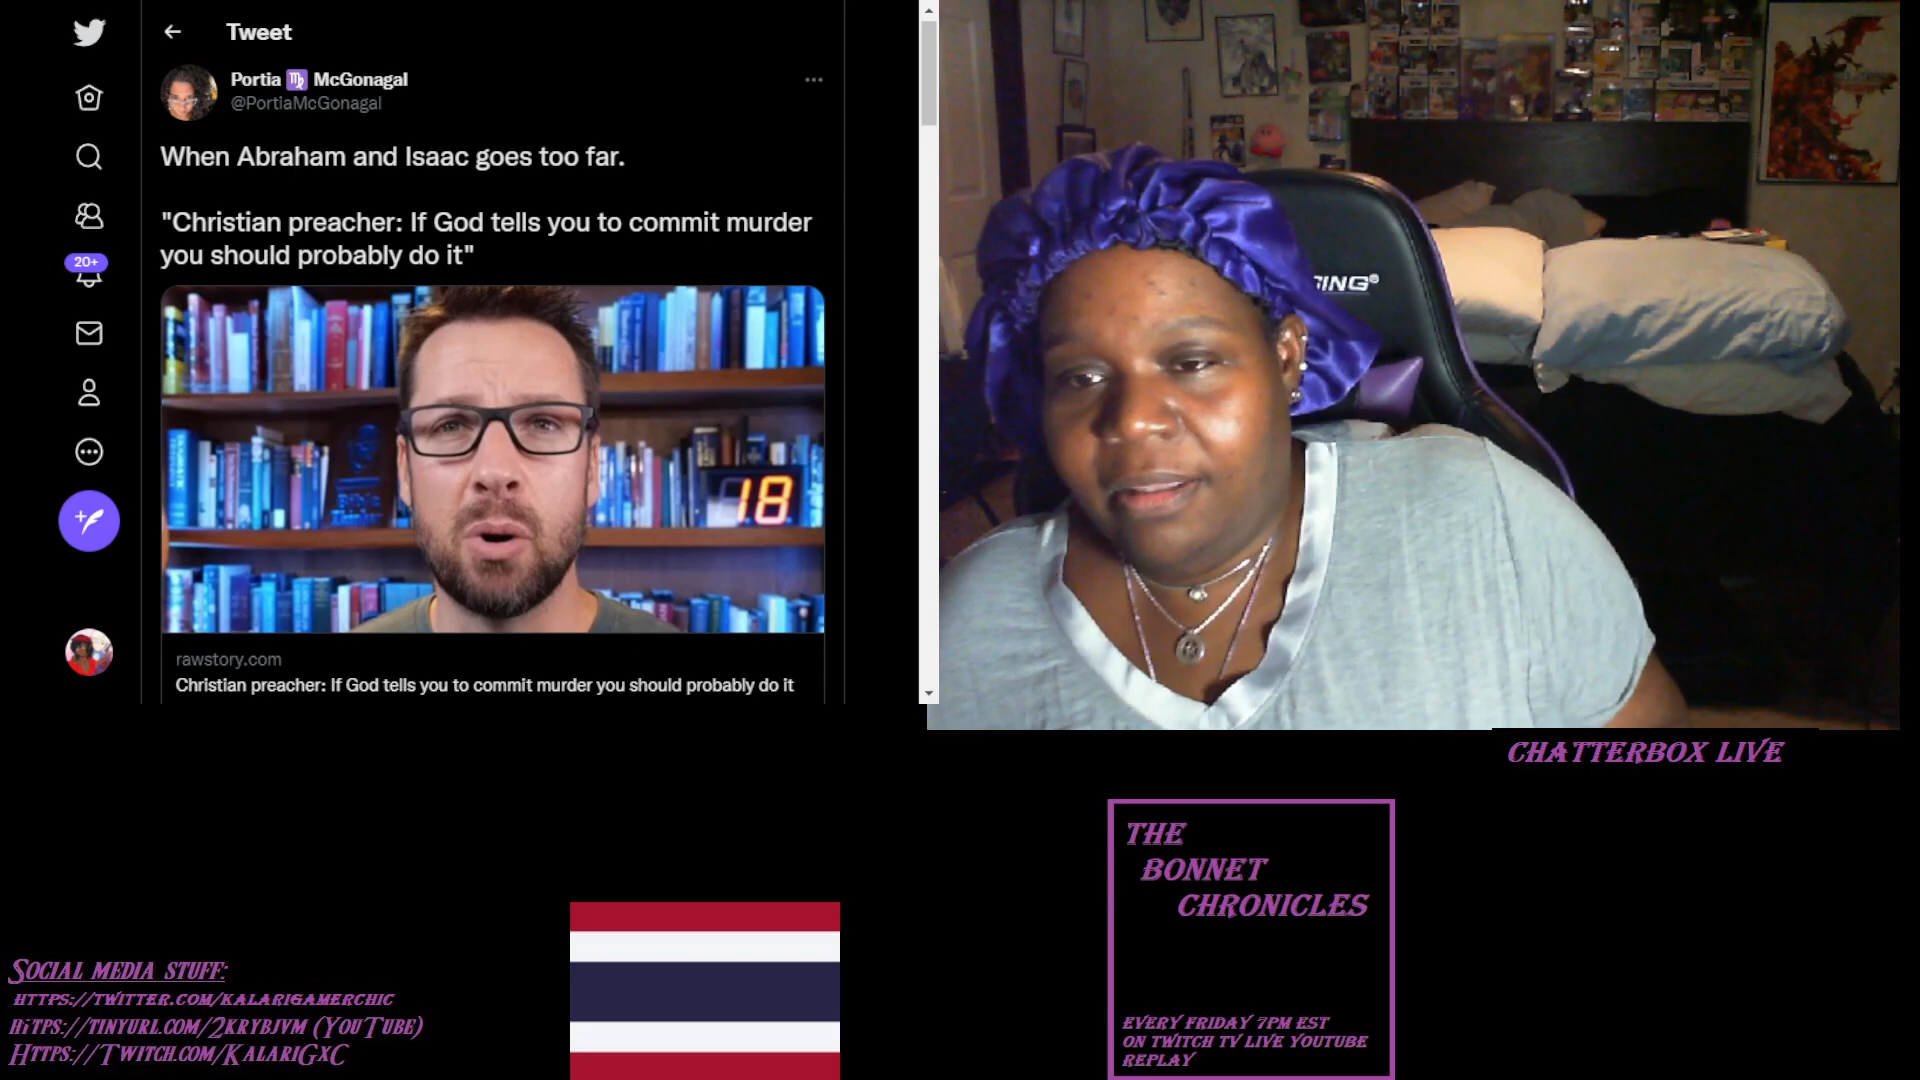 Tweet
Portia ♍ McGonagal
@PortiaMcGonagal
When Abraham and Isaac goes too far.
"Christian preacher: If God tells you to commit murder
you should probably do it"
20+
18
rawstory.com
Christian preacher: If God tells you to commit murder you should probably do it
ING®
CHATTERBOX LIVE
THE
BONNET
CHRONICLES
EVERY FRIDAY 7PM EST
ON TWITCH TV LIVE YOUTUBE
REPLAY
SOCIAL MEDIA STUFF:
HTTPS://TWITTER.COM/KALARIGAMERCHIC
HTTPS://TINYURL.COM/2KRYBJVM (YOUTUBE)
HTTPS://TWITCH.COM/KALARIGXC